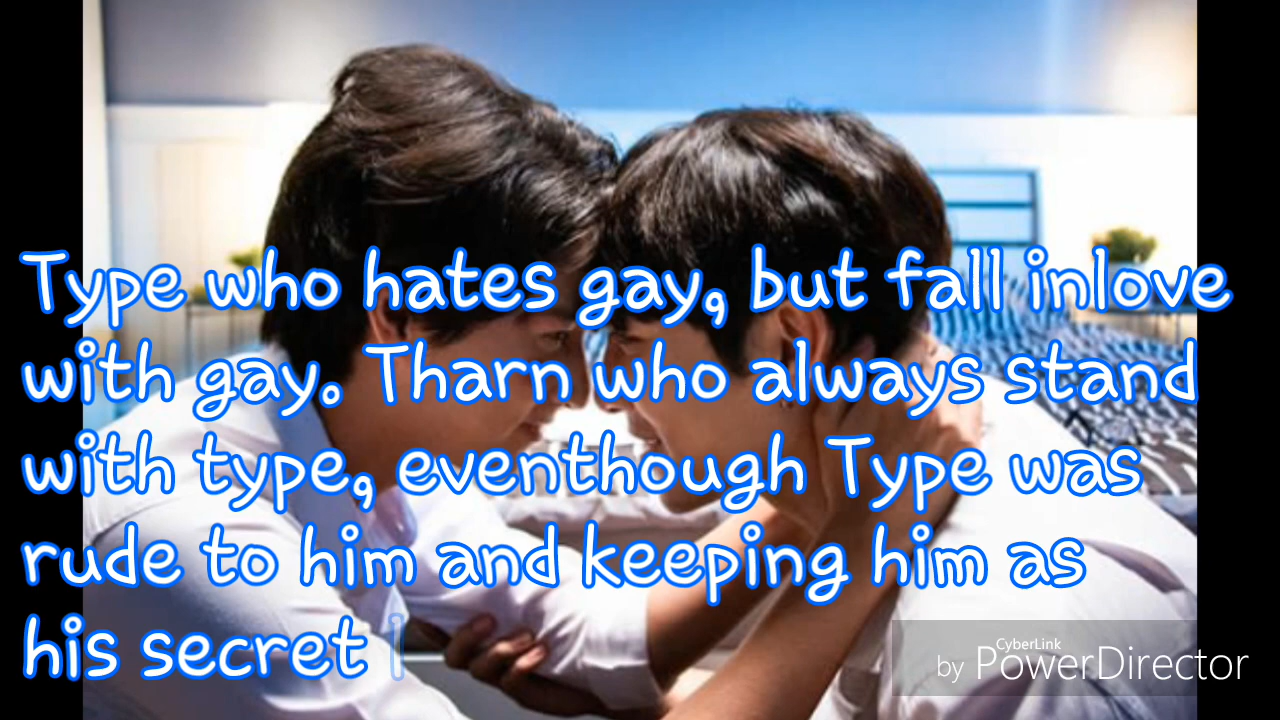 Type who hates gay, but fall inlove
with gay. Tharn who always stand
with type, eventhough Type was
rude to him and keeping him as
his secret l
CyberLink
by PowerDirector